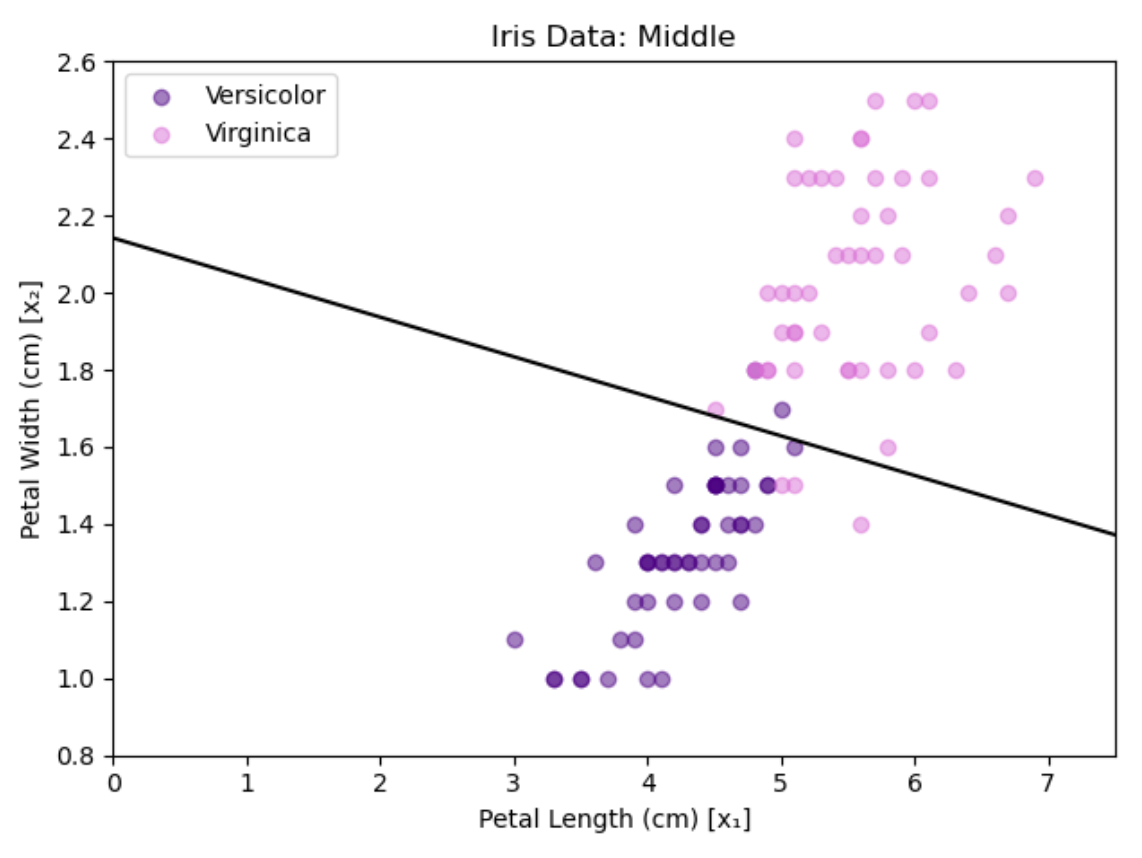 Iris Data: Middle
Versicolor
Virginica
2.6
2.4
2.2
2.0
1.8
1.6
1.4
1.2
1.0
0.8
Petal Width (cm) [x₂]
0 1 2 3 4 5 6 7
Petal Length (cm) [x₁]